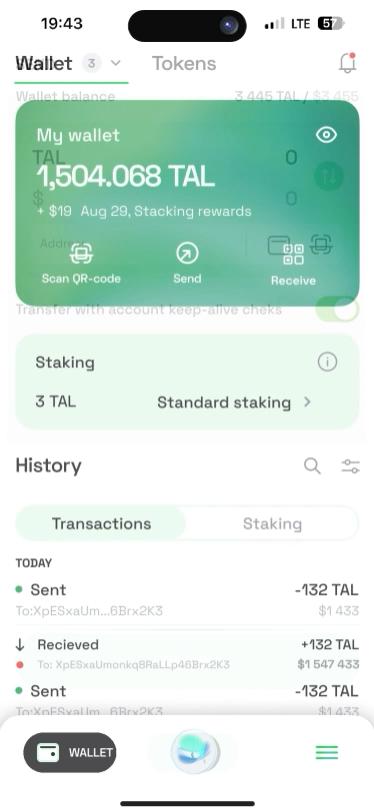 19:43 LTE 57
Wallet 3 Tokens
Wallet balance 3 445 TAL / $3 455
My wallet
TAL 0
1,504.068 TAL
$ 0
+ $19 Aug 29, Stacking rewards
Address
Scan QR-code Send Receive
Transfer with account keep-alive cheks
Staking
3 TAL Standard staking >
History
Transactions Staking
TODAY
Sent -132 TAL
To:XpESxaUm...6Brx2K3 $1 433
Recieved +132 TAL
To: XpESxaUmonkq8RaLLp46Brx2K3 $1 547 433
Sent -132 TAL
To:XpESxaUm...6Brx2K3 $1 433
WALLET